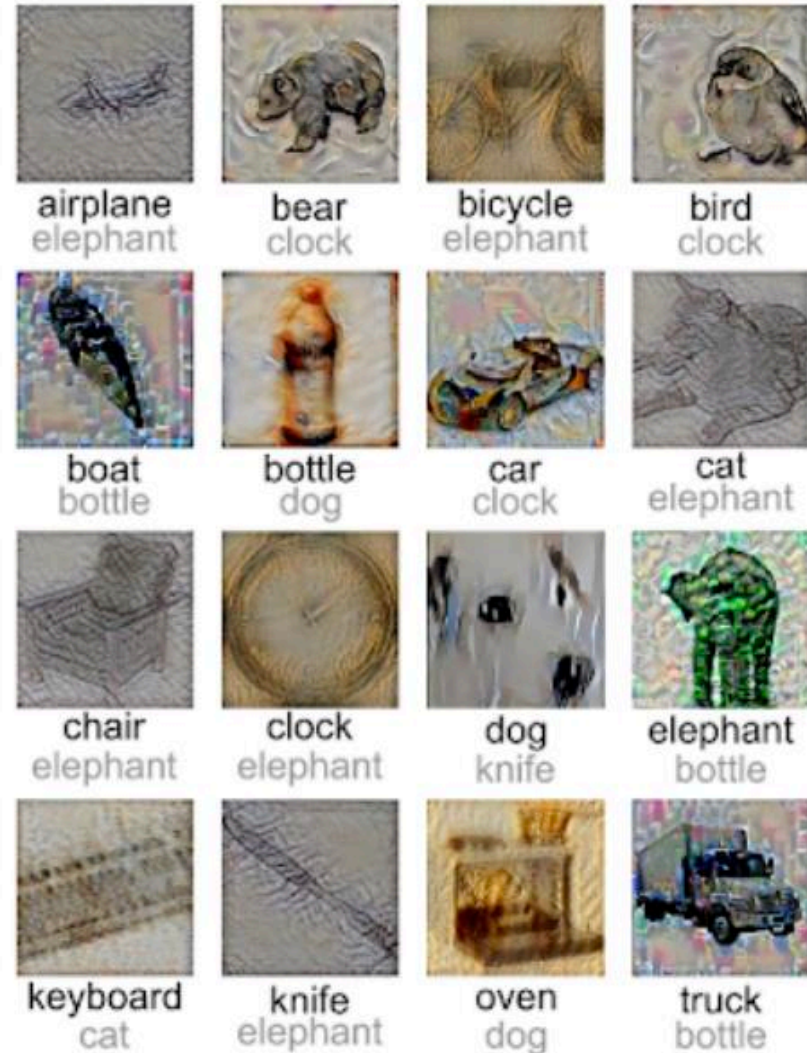 airplane bear bicycle bird
elephant clock elephant clock
boat bottle car cat
bottle dog clock elephant
chair clock dog elephant
elephant elephant knife bottle
keyboard knife oven truck
cat elephant dog bottle